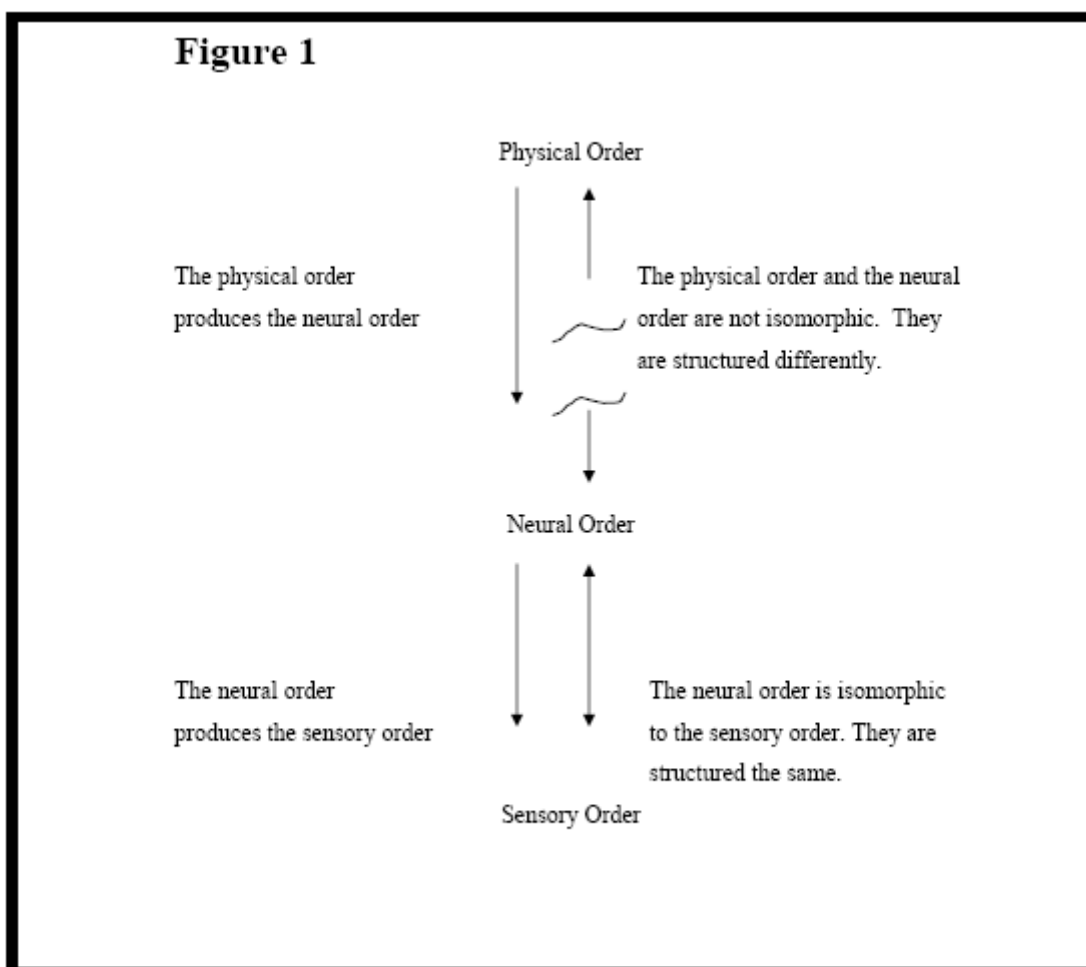 Figure 1
Physical Order
The physical order
produces the neural order
The physical order and the neural
order are not isomorphic. They
are structured differently.
Neural Order
The neural order
produces the sensory order
The neural order is isomorphic
to the sensory order. They are
structured the same.
Sensory Order